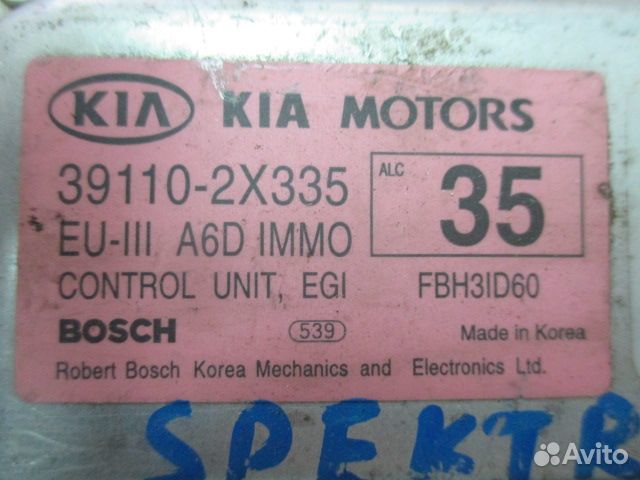 KIA KIA MOTORS
39110-2X335
ALC 35
EU-III A6D IMMO
CONTROL UNIT, EGI FBH3ID60
BOSCH 539 Made in Korea
Robert Bosch Korea Mechanics and Electronics Ltd.
SPEKTR
Avito